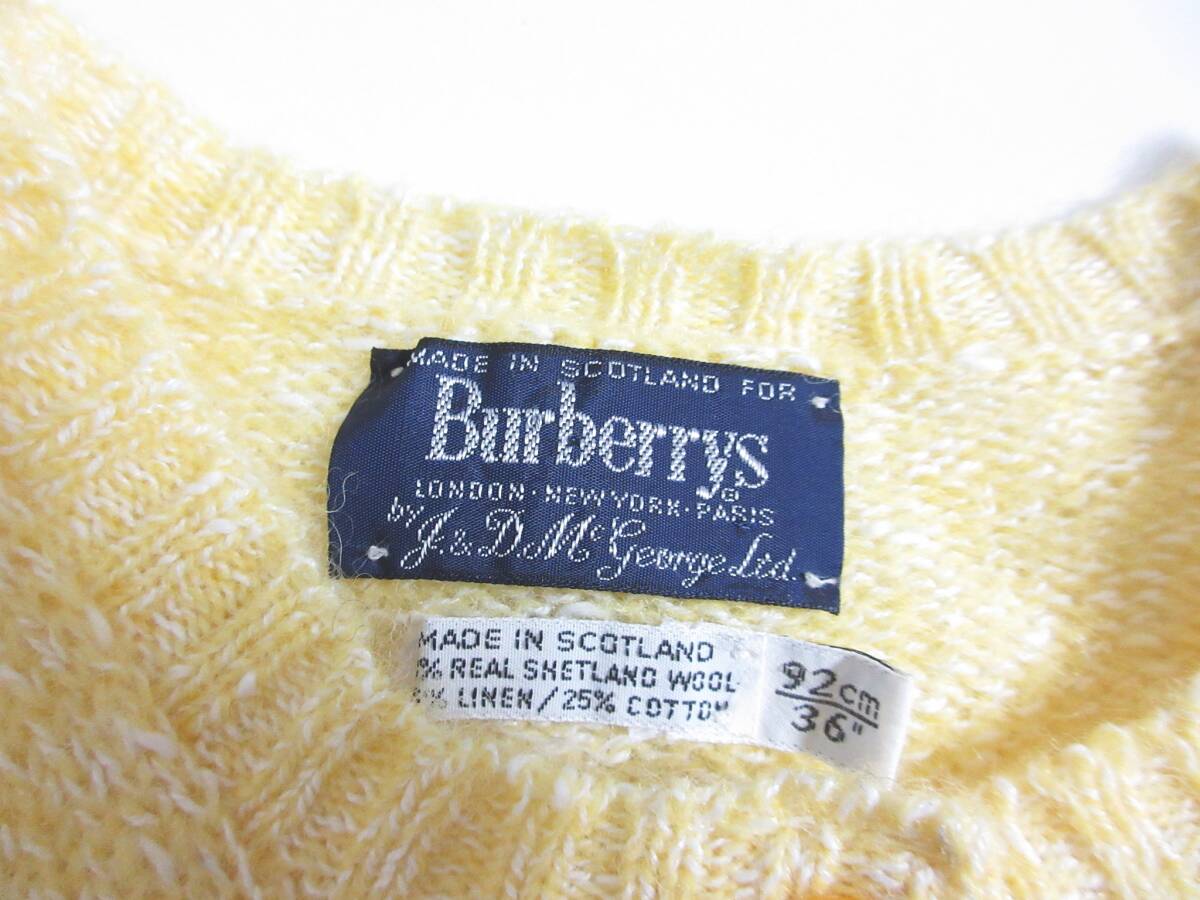 MADE IN SCOTLAND FOR
Burberrys®
LONDON·NEW YORK·PARIS
by J. & D. McGeorge Ltd.
MADE IN SCOTLAND
% REAL SHETLAND WOOL
% LINEN/25% COTTON
92cm
36"